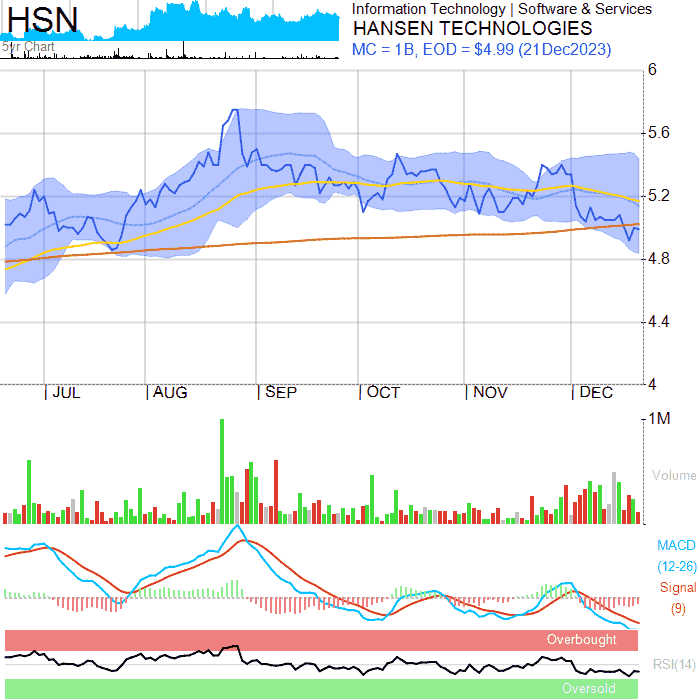 HSN
5yr Chart
Information Technology | Software & Services
HANSEN TECHNOLOGIES
MC = 1B, EOD = $4.99 (21Dec2023)
6
5.6
5.2
4.8
4.4
4
JUL
AUG
SEP
OCT
NOV
DEC
1M
Volume
MACD
(12-26)
Signal
(9)
Overbought
RSI(14)
Oversold